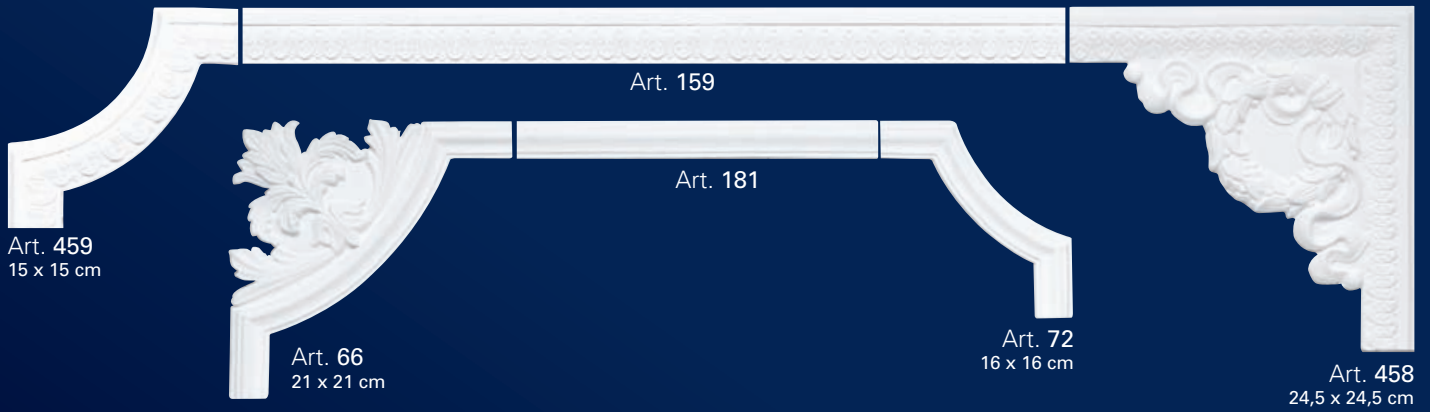 Art. 159
Art. 181
Art. 459
15 x 15 cm
Art. 66
21 x 21 cm
Art. 72
16 x 16 cm
Art. 458
24,5 x 24,5 cm